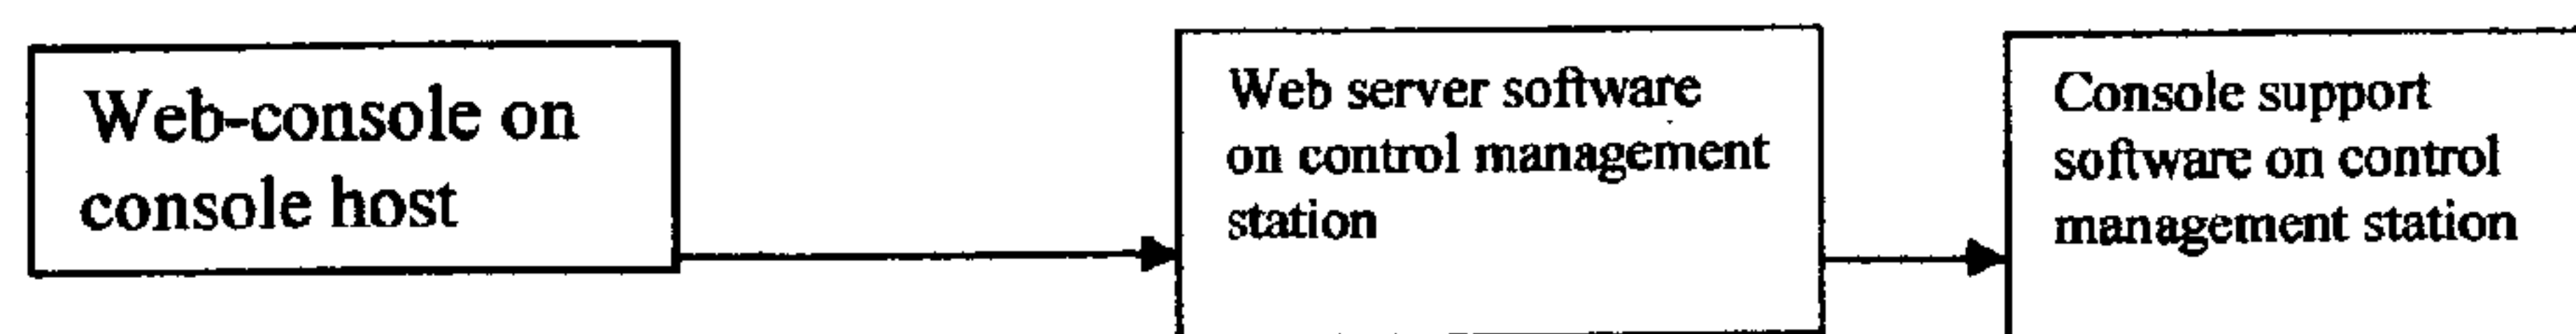 Web-console on
console host
Web server software
on control management
station
Console support
software on control
management station